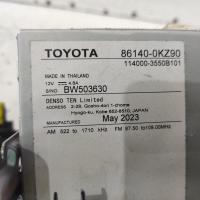 TOYOTA 86140-0KZ90
114000-3550B101
MADE IN THAILAND
12V 4.8A
S/NO BW503630
DENSO TEN Limited
ADDRESS 2-28, Gosho-dori 1-chome
Hyogo-ku, Kobe 652-8510, JAPAN
MANUFACTURED May 2023
AM 522 to 1710 kHz FM 87.50 to 108.00MHz